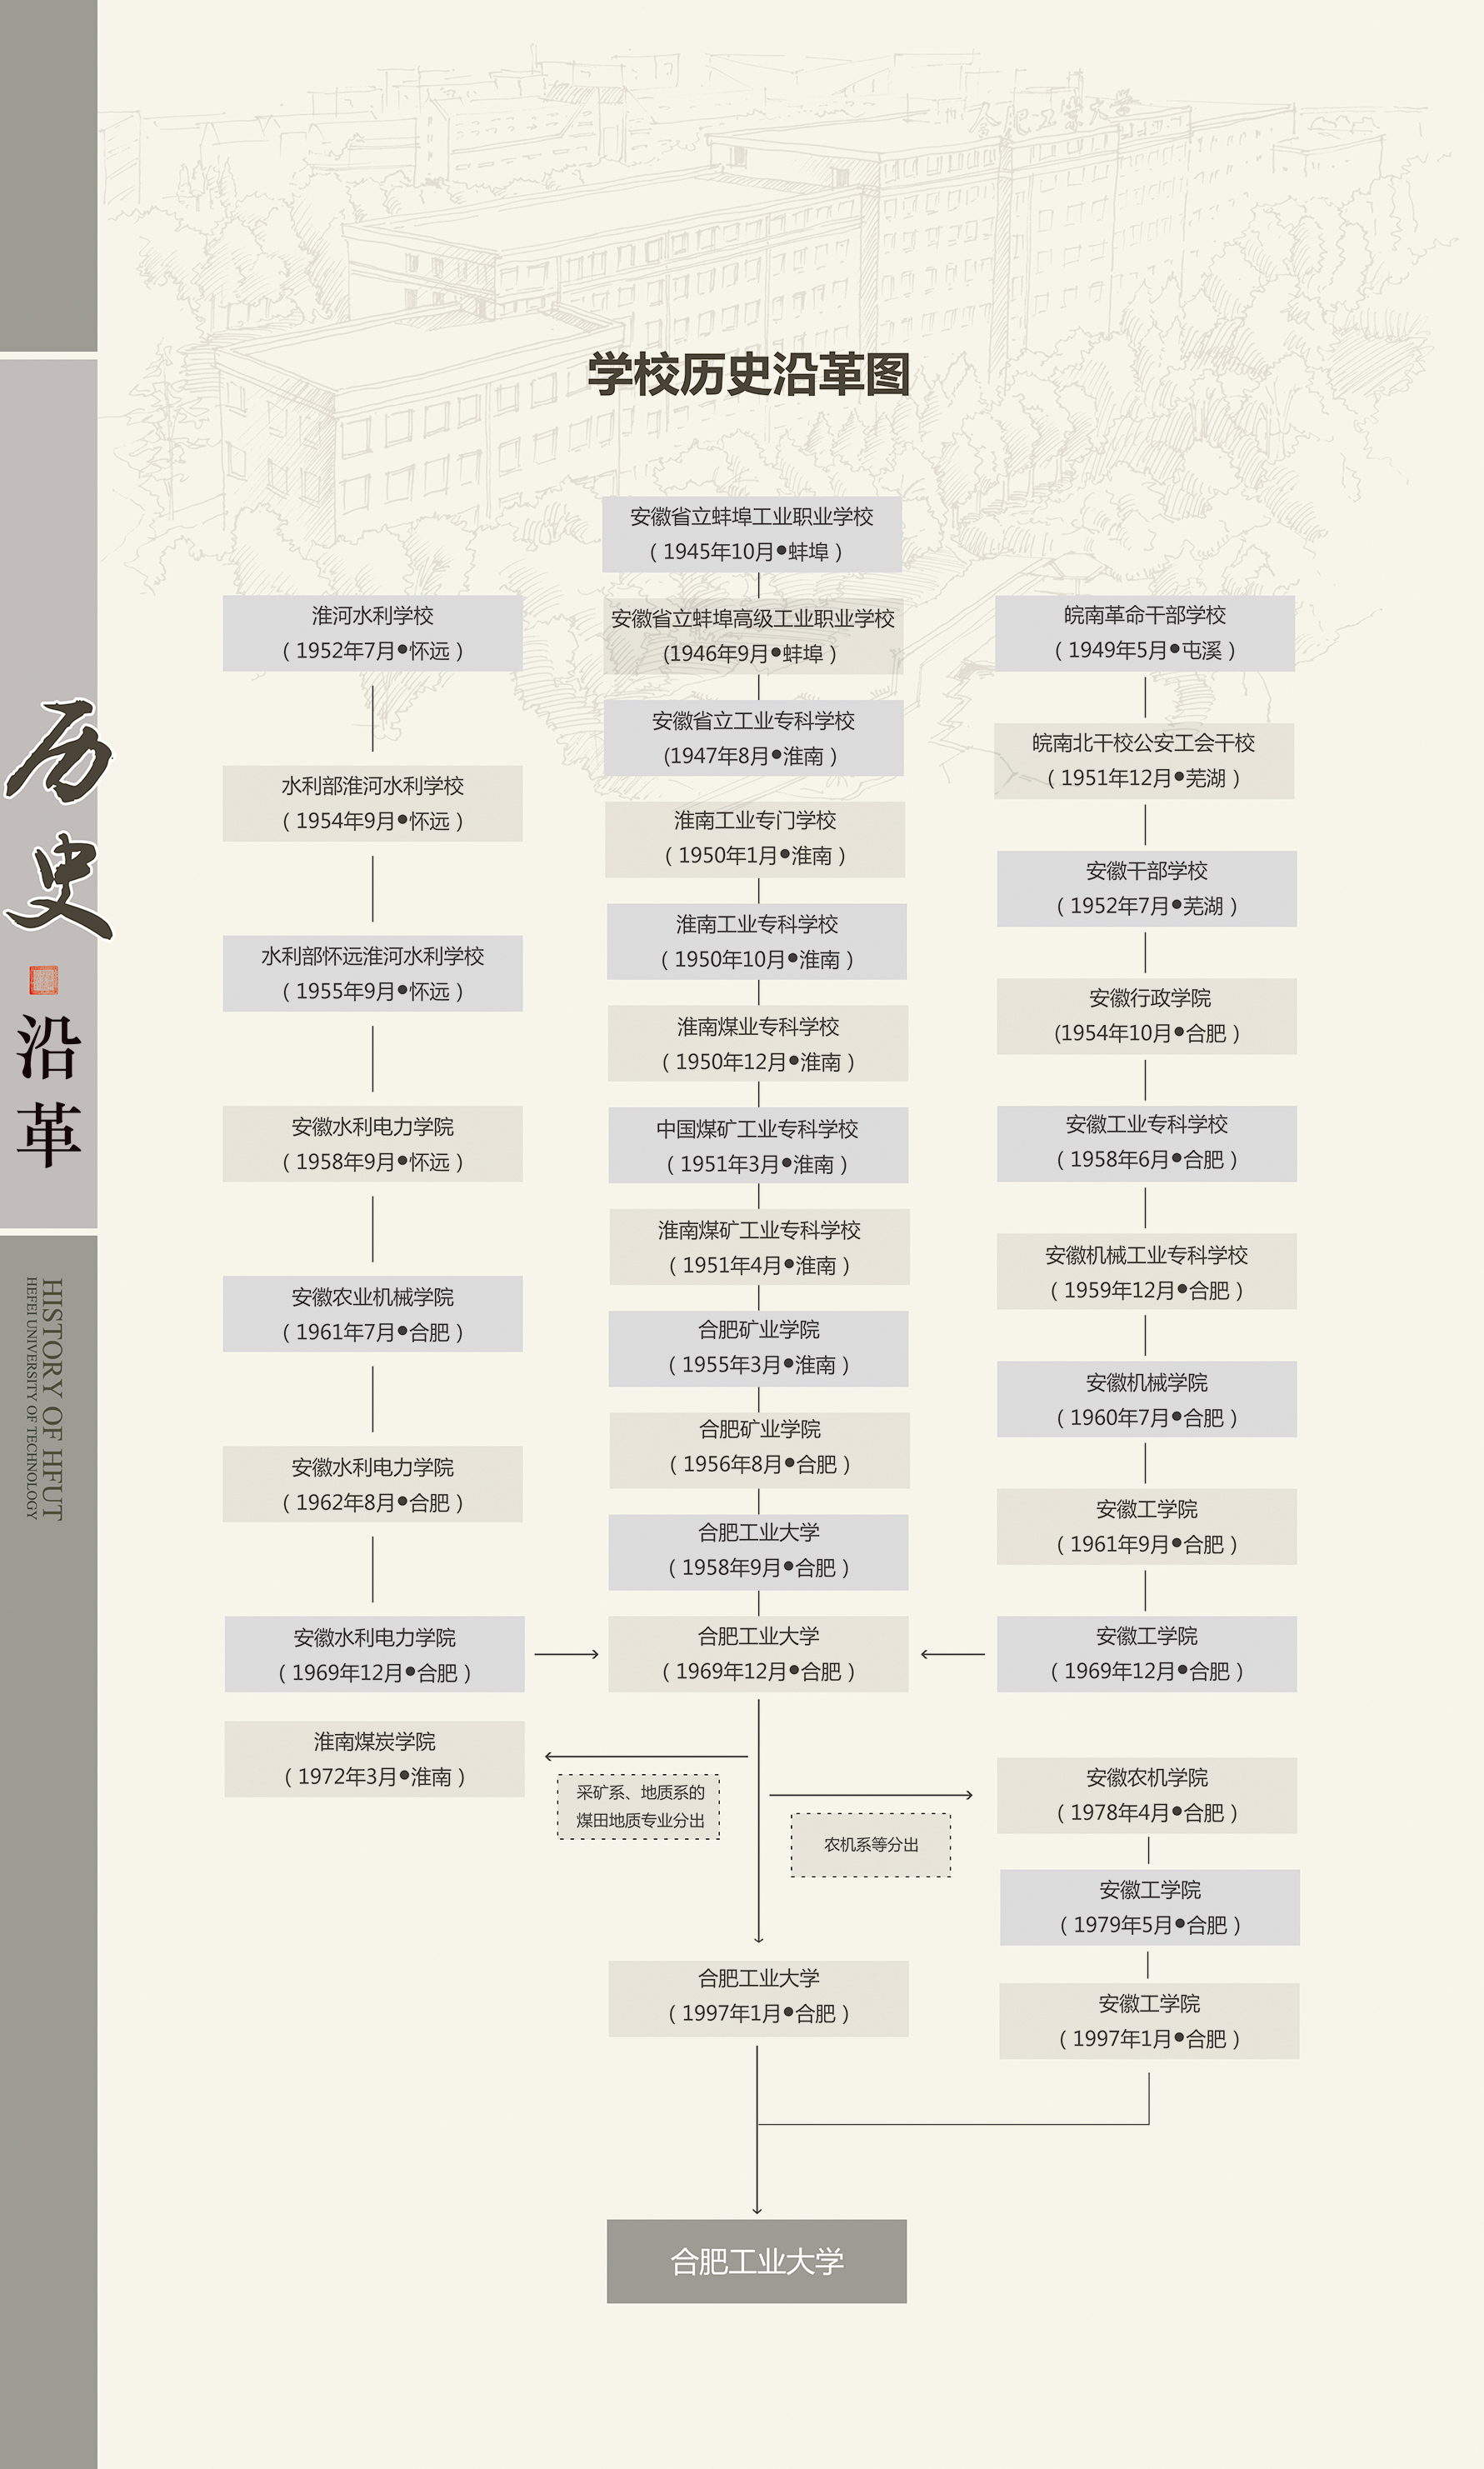 合肥工业大学
学校历史沿革图
历
史
沿
革
HISTORY OF HFUT
HEFEI UNIVERSITY OF TECHNOLOGY
淮河水利学校
（1952年7月●怀远）
水利部淮河水利学校
（1954年9月●怀远）
水利部怀远淮河水利学校
（1955年9月●怀远）
安徽水利电力学院
（1958年9月●怀远）
安徽农业机械学院
（1961年7月●合肥）
安徽水利电力学院
（1962年8月●合肥）
安徽水利电力学院
（1969年12月●合肥）
淮南煤炭学院
（1972年3月●淮南）
安徽省立蚌埠工业职业学校
（1945年10月●蚌埠）
安徽省立蚌埠高级工业职业学校
(1946年9月●蚌埠）
安徽省立工业专科学校
(1947年8月●淮南）
淮南工业专门学校
（1950年1月●淮南）
淮南工业专科学校
（1950年10月●淮南）
淮南煤业专科学校
（1950年12月●淮南）
中国煤矿工业专科学校
（1951年3月●淮南）
淮南煤矿工业专科学校
（1951年4月●淮南）
合肥矿业学院
（1955年3月●淮南）
合肥矿业学院
（1956年8月●合肥）
合肥工业大学
（1958年9月●合肥）
合肥工业大学
（1969年12月●合肥）
采矿系、地质系的
煤田地质专业分出
农机系等分出
合肥工业大学
（1997年1月●合肥）
皖南革命干部学校
（1949年5月●屯溪）
皖南北干校公安工会干校
（1951年12月●芜湖）
安徽干部学校
（1952年7月●芜湖）
安徽行政学院
(1954年10月●合肥）
安徽工业专科学校
（1958年6月●合肥）
安徽机械工业专科学校
（1959年12月●合肥）
安徽机械学院
（1960年7月●合肥）
安徽工学院
（1961年9月●合肥）
安徽工学院
（1969年12月●合肥）
安徽农机学院
（1978年4月●合肥）
安徽工学院
（1979年5月●合肥）
安徽工学院
（1997年1月●合肥）
合肥工业大学